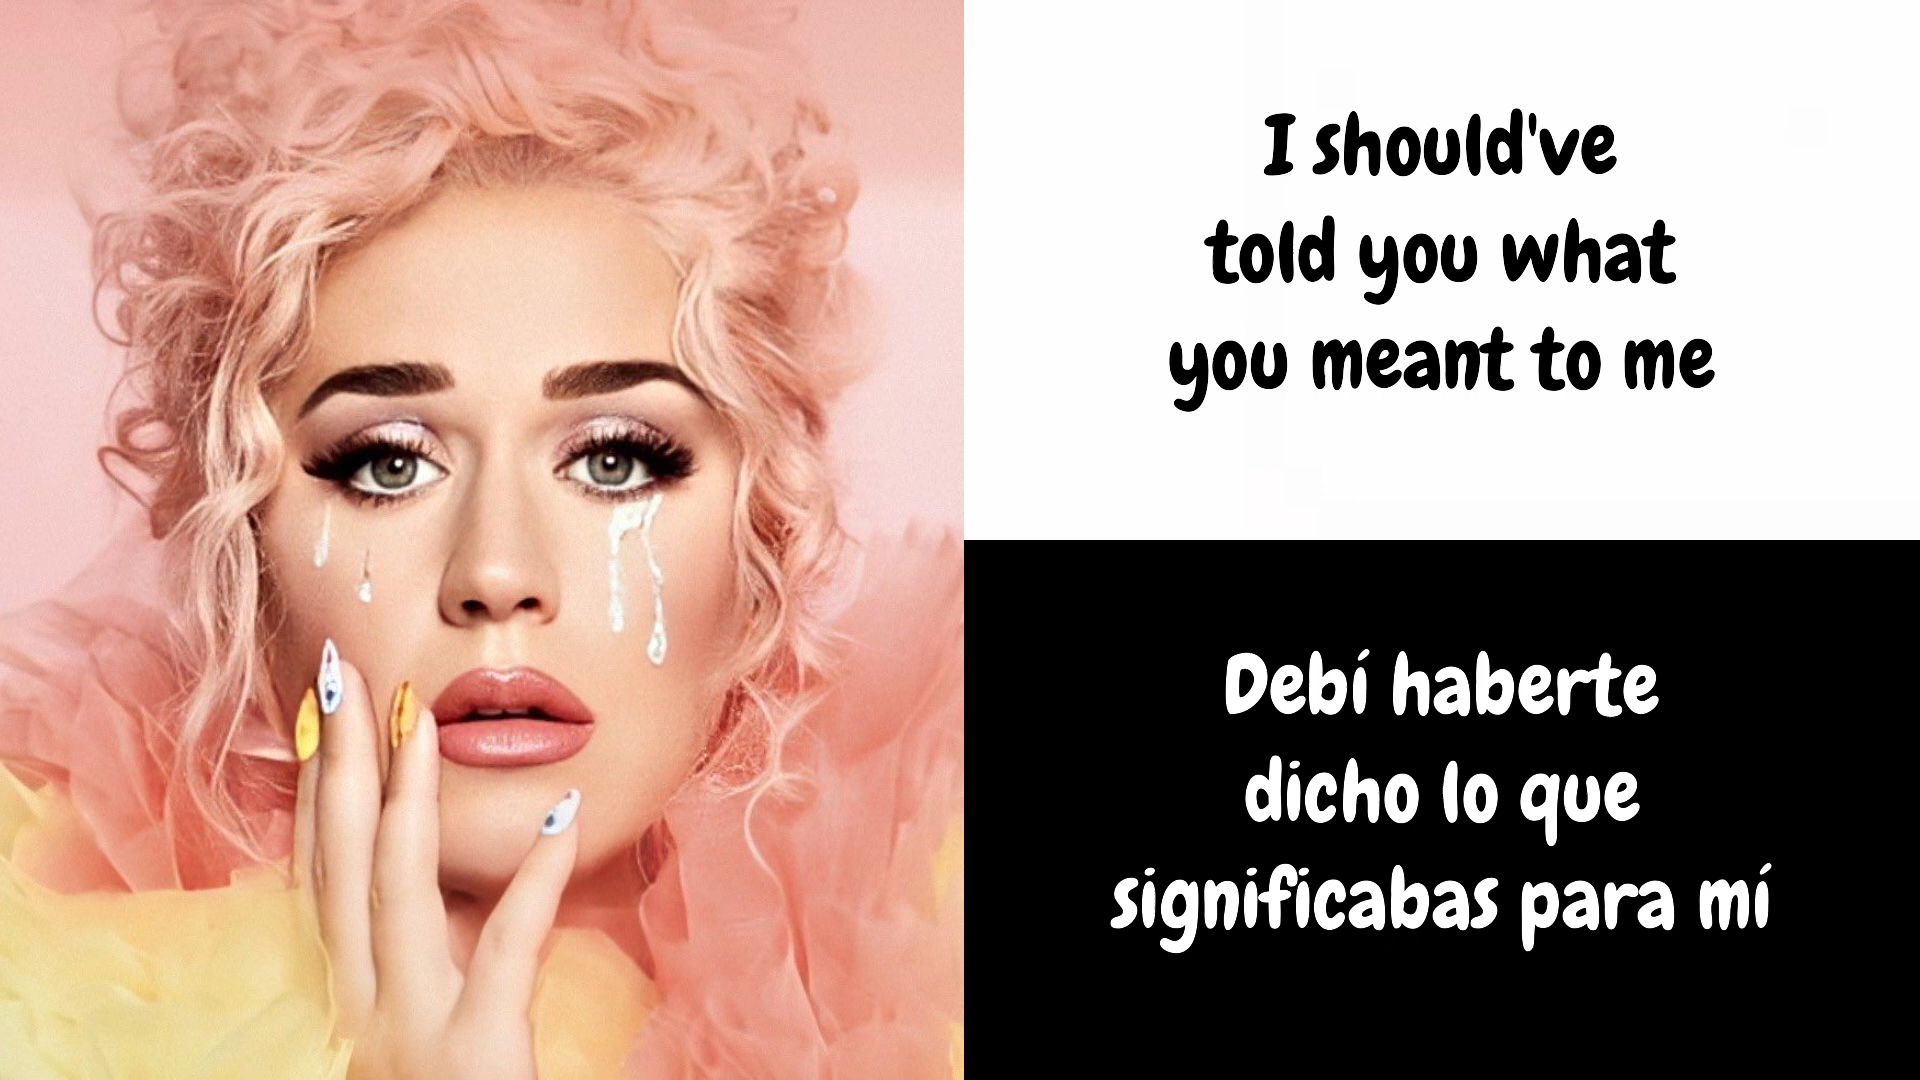 I should've
told you what
you meant to me
Debí haberte
dicho lo que
significabas para mí